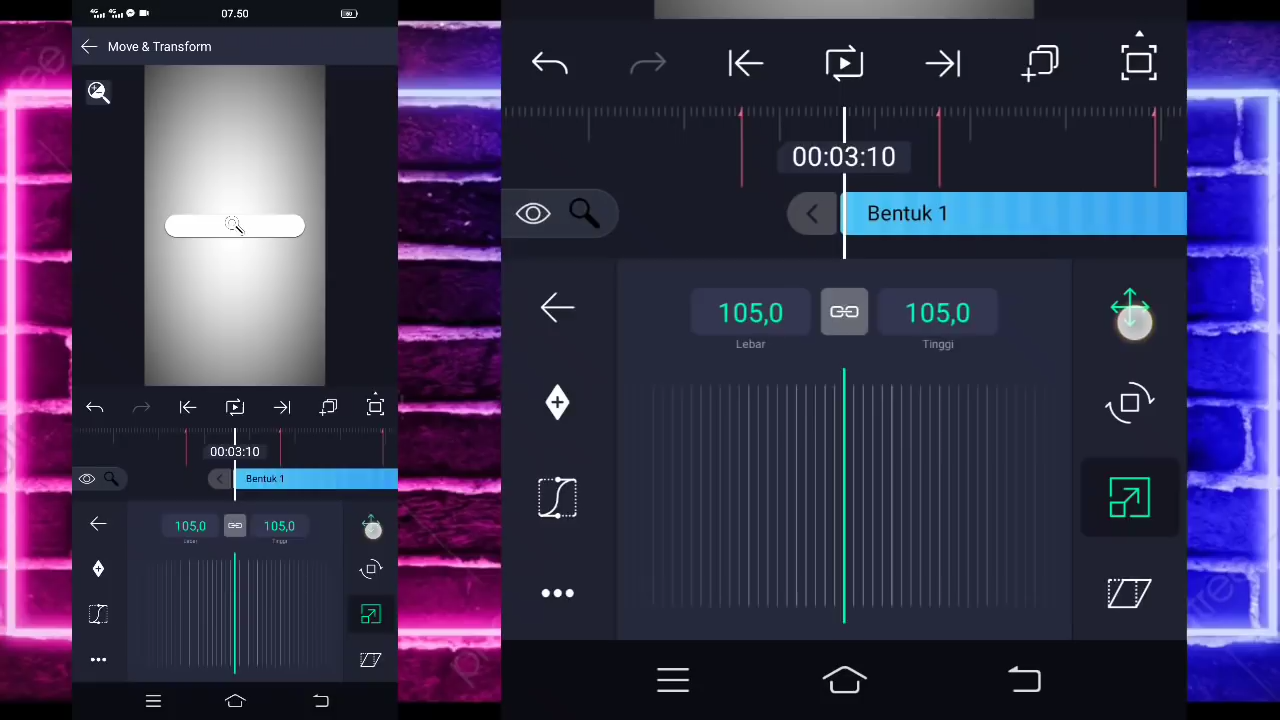 07.50
Move & Transform
00:03:10
Bentuk 1
105,0
105,0
Lebar
Tinggi
00:03:10
Bentuk 1
105,0
105,0
Lebar
Tinggi